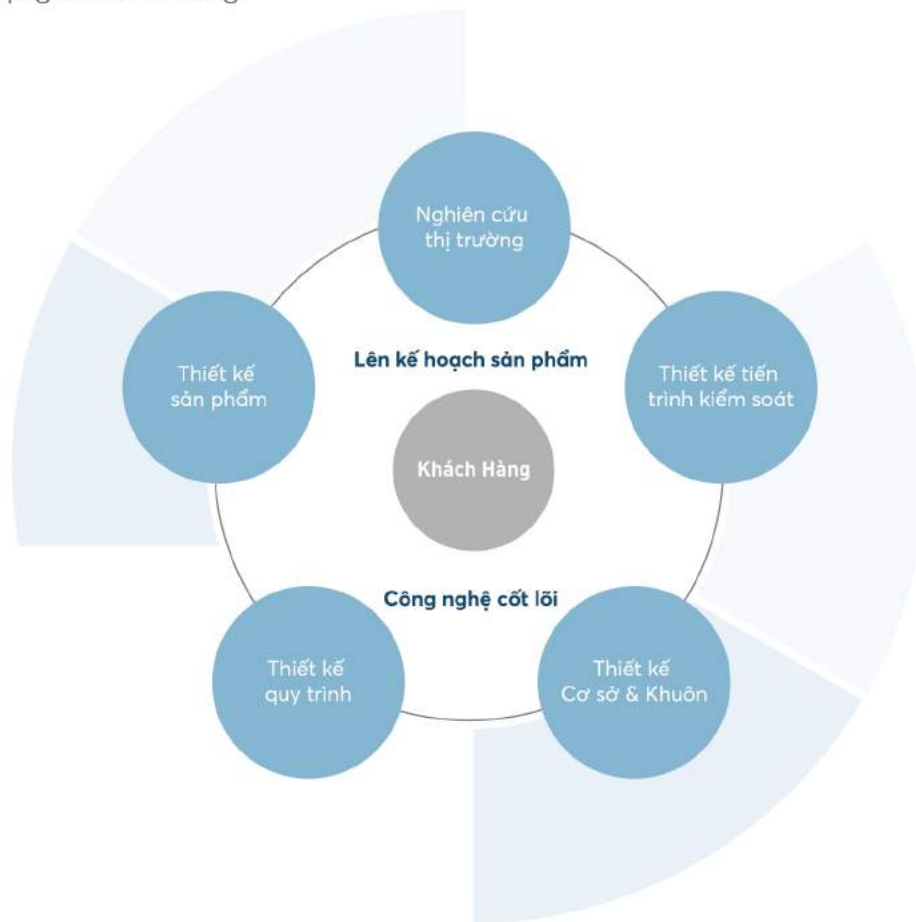 Nghiên cứu
thị trường
Lên kế hoạch sản phẩm
Thiết kế
sản phẩm
Thiết kế tiến
trình kiểm soát
Khách Hàng
Công nghệ cốt lõi
Thiết kế
quy trình
Thiết kế
Cơ sở & Khuôn